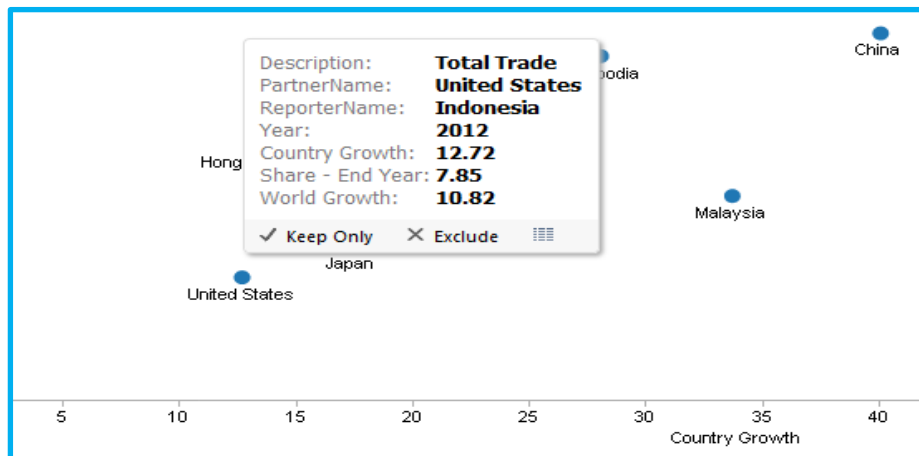 China
Description: Total Trade
PartnerName: United States
podia
ReporterName: Indonesia
Year: 2012
Country Growth: 12.72
Hong
Share - End Year: 7.85
World Growth: 10.82
Malaysia
Keep Only Exclude
Japan
United States
5 10 15 20 25 30 35 40
Country Growth